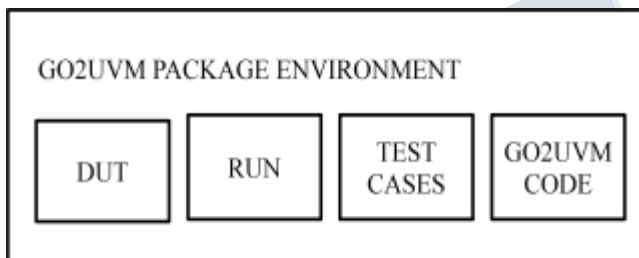 GO2UVM PACKAGE ENVIRONMENT
DUT
RUN
TEST
CASES
GO2UVM
CODE